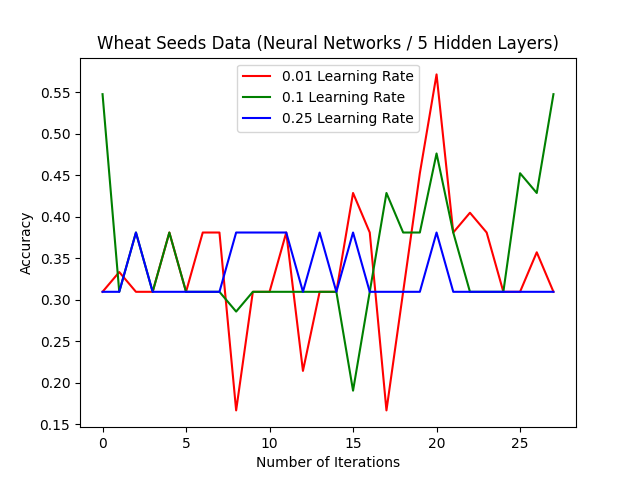 Wheat Seeds Data (Neural Networks / 5 Hidden Layers)
0.01 Learning Rate
0.1 Learning Rate
0.25 Learning Rate
0.55
0.50
0.45
0.40
0.35
0.30
0.25
0.20
0.15
Accuracy
0 5 10 15 20 25
Number of Iterations